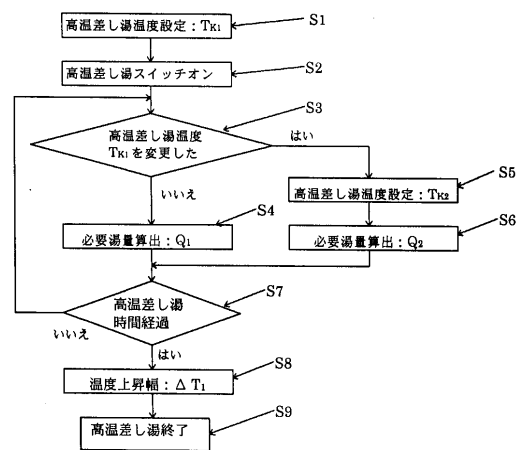 高温差し湯温度設定：TK1
S1
高温差し湯スイッチオン
S2
S3
高温差し湯温度
TK1を変更した
はい
いいえ
S5
高温差し湯温度設定：TK2
S4
必要湯量算出：Q1
S6
必要湯量算出：Q2
S7
高温差し湯
時間経過
いいえ
はい
S8
温度上昇幅：Δ T1
S9
高温差し湯終了